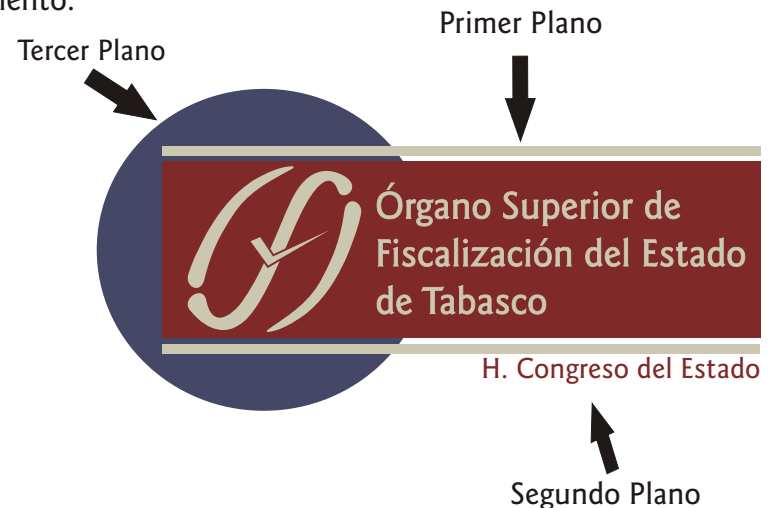 Primer Plano
Tercer Plano
Órgano Superior de
Fiscalización del Estado
de Tabasco
H. Congreso del Estado
Segundo Plano